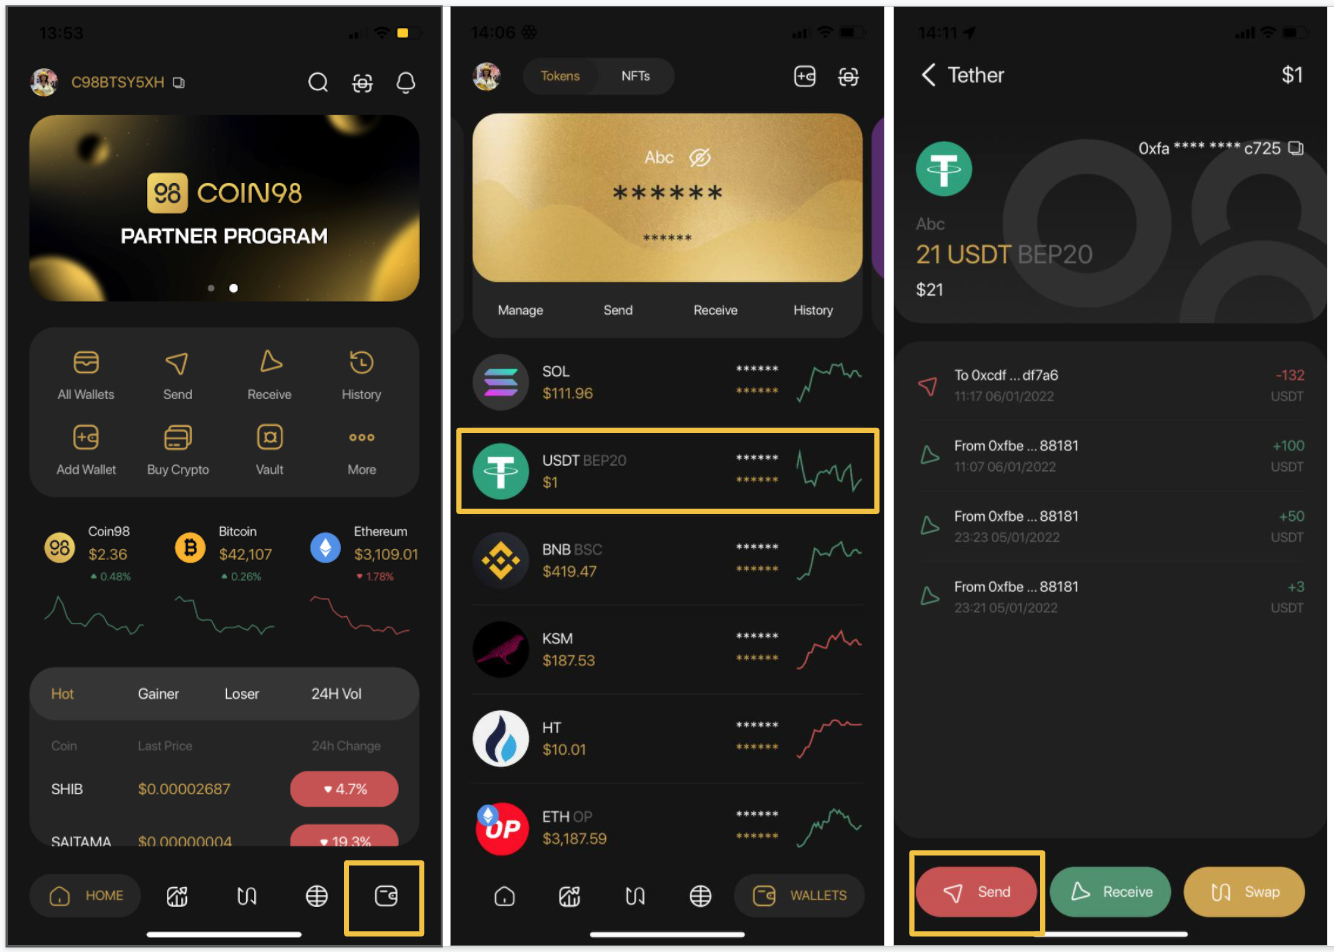 13:53
C98BTSY5XH
98 COIN98
PARTNER PROGRAM
All Wallets Send Receive History
Add Wallet Buy Crypto Vault More
98 Coin98 Bitcoin Ethereum
$2.36 $42,107 $3,109.01
0.48% 0.26% 1.78%
Hot Gainer Loser 24H Vol
Coin Last Price 24h Change
SHIB $0.00002687 4.7%
SAITAMA $0.00000004 19.3%
HOME
14:06
Tokens NFTs
Abc
******
******
Manage Send Receive History
SOL ******
$111.96 ******
USDT BEP20 ******
$1 ******
BNB BSC ******
$419.47 ******
KSM ******
$187.53 ******
HT ******
$10.01 ******
ETH OP ******
OP
$3,187.59 ******
WALLETS
14:11
Tether $1
0xfa **** **** c725
Abc
21 USDT BEP20
$21
To 0xcdf ... df7a6 -132
11:17 06/01/2022 USDT
From 0xfbe ... 88181 +100
11:07 06/01/2022 USDT
From 0xfbe ... 88181 +50
23:23 05/01/2022 USDT
From 0xfbe ... 88181 +3
23:21 05/01/2022 USDT
Send Receive Swap